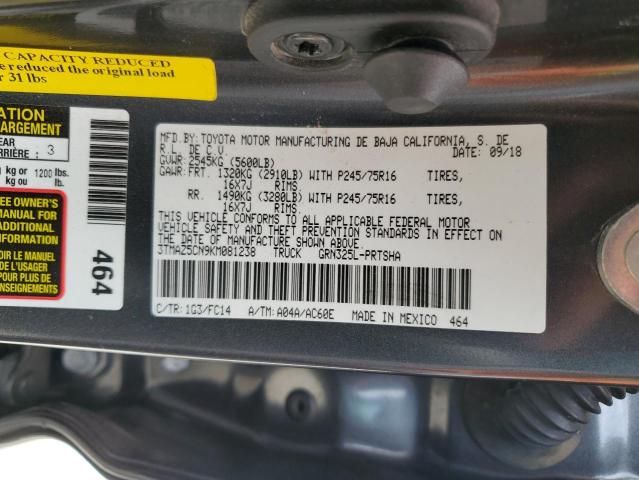 CAPACITY REDUCED
e reduced the original load
r 31 lbs
ATION
ARGEMENT
EAR
ARRIÈRE: 3
kg or 1200 lbs.
kg ou lb.
EE OWNER'S
MANUAL FOR
ADDITIONAL
NFORMATION
OIR LE MANUEL
DE L'USAGER
POUR PLUS DE
RENSEIGNEMENTS
464
MFD.BY: TOYOTA MOTOR MANUFACTURING DE BAJA CALIFORNIA, S. DE
R.L. DE C.V. DATE: 09/18
GVWR: 2545KG (5600LB)
GAWR: FRT. 1320KG (2910LB) WITH P245/75R16 TIRES,
16X7J RIMS.
RR. 1490KG (3280LB) WITH P245/75R16 TIRES,
16X7J RIMS.
THIS VEHICLE CONFORMS TO ALL APPLICABLE FEDERAL MOTOR
VEHICLE SAFETY AND THEFT PREVENTION STANDARDS IN EFFECT ON
THE DATE OF MANUFACTURE SHOWN ABOVE.
3TMAZ5CN9KM081238 TRUCK GRN325L-PRTSHA
C/TR: 1G3/FC14 A/TM: A04A/AC60E MADE IN MEXICO 464